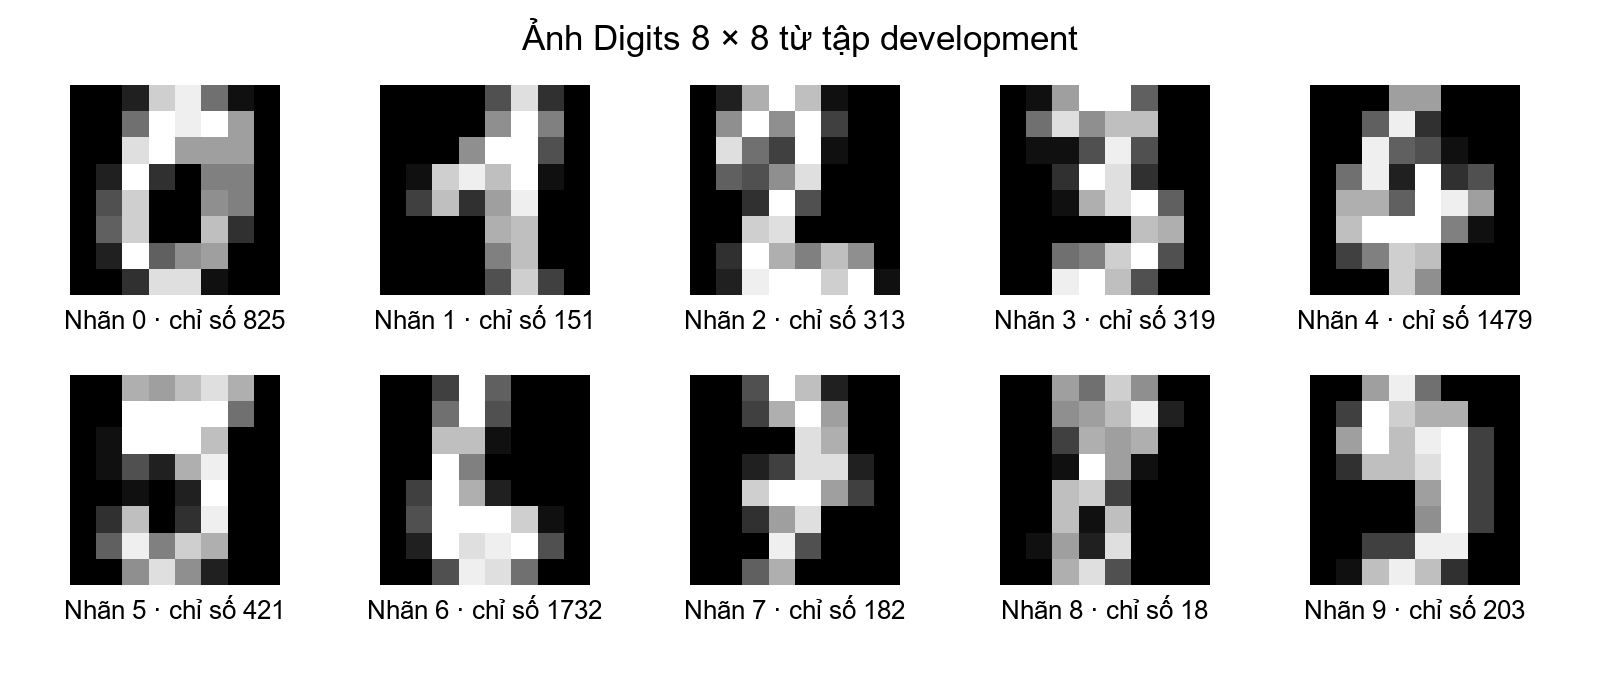 Ảnh Digits 8 × 8 từ tập development
Nhãn 0 · chỉ số 825
Nhãn 1 · chỉ số 151
Nhãn 2 · chỉ số 313
Nhãn 3 · chỉ số 319
Nhãn 4 · chỉ số 1479
Nhãn 5 · chỉ số 421
Nhãn 6 · chỉ số 1732
Nhãn 7 · chỉ số 182
Nhãn 8 · chỉ số 18
Nhãn 9 · chỉ số 203